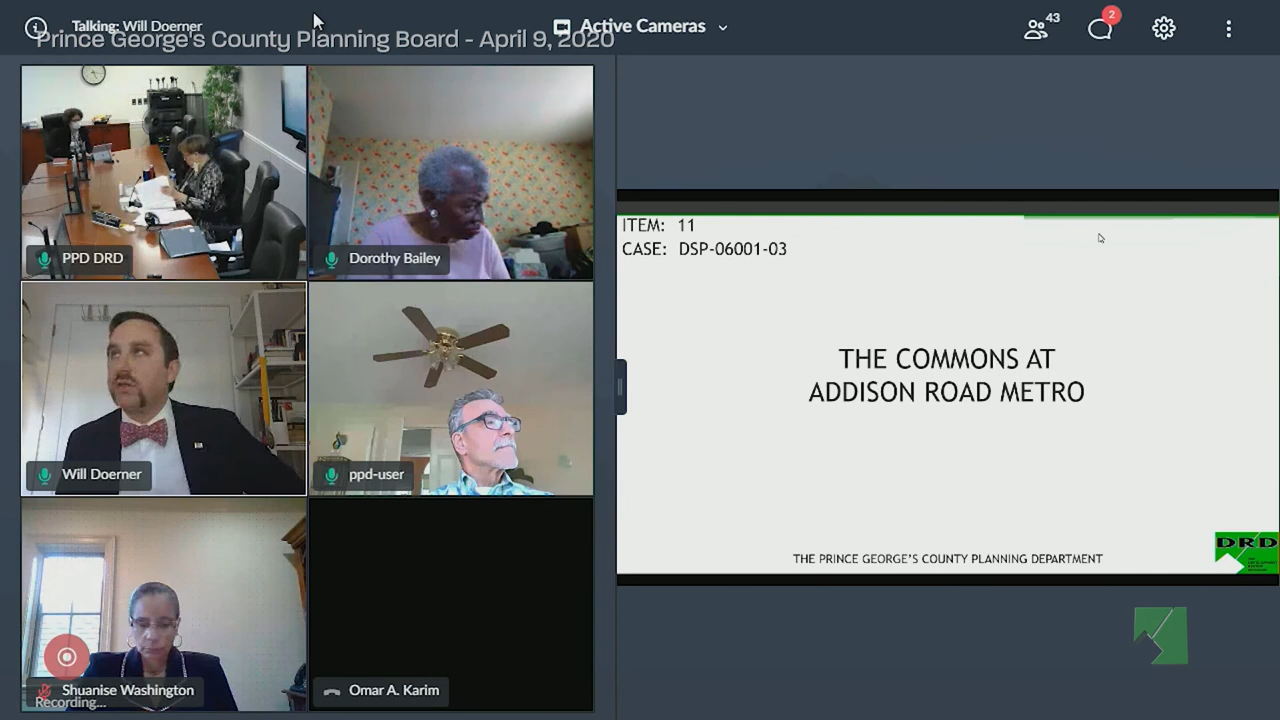 Talking: Will Doerner
Active Cameras
43
2
Prince George's County Planning Board - April 9, 2020
PPD DRD
Dorothy Bailey
Will Doerner
ppd-user
Shuanise Washington
Recording...
Omar A. Karim
ITEM: 11
CASE: DSP-06001-03
THE COMMONS AT
ADDISON ROAD METRO
THE PRINCE GEORGE'S COUNTY PLANNING DEPARTMENT
DRD